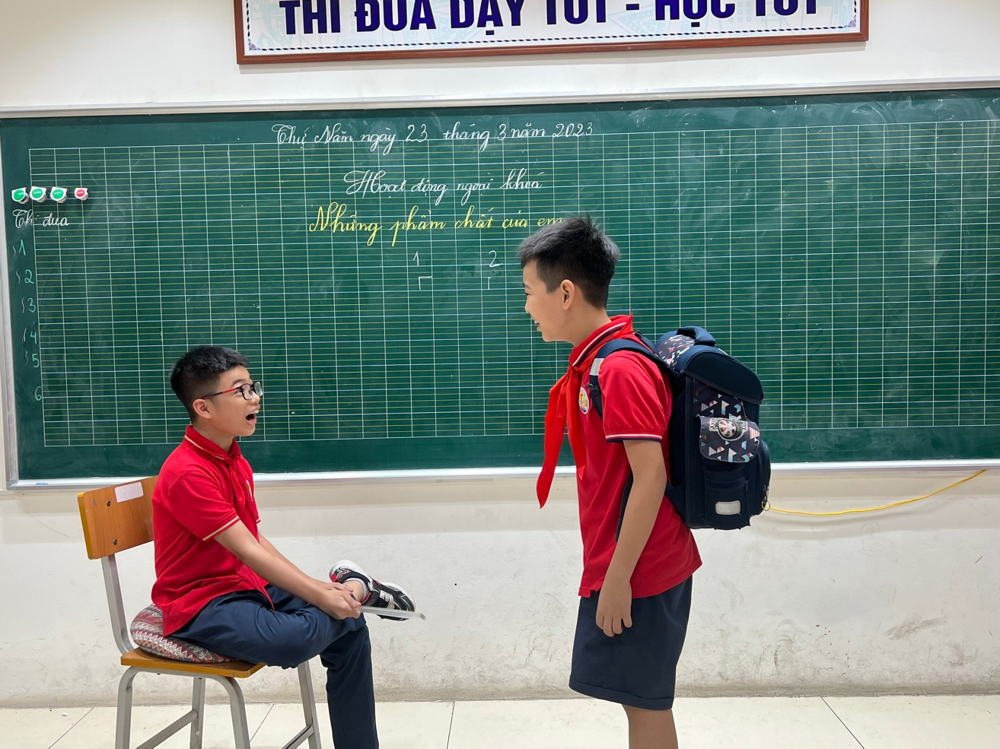 THI ĐUA DẠY TỐT - HỌC TỐT
Thứ Năm ngày 23 tháng 3 năm 2023
Hoạt động ngoại khoá
Những phẩm chất của em
Thi đua
1 2
1
2
3
4
5
6